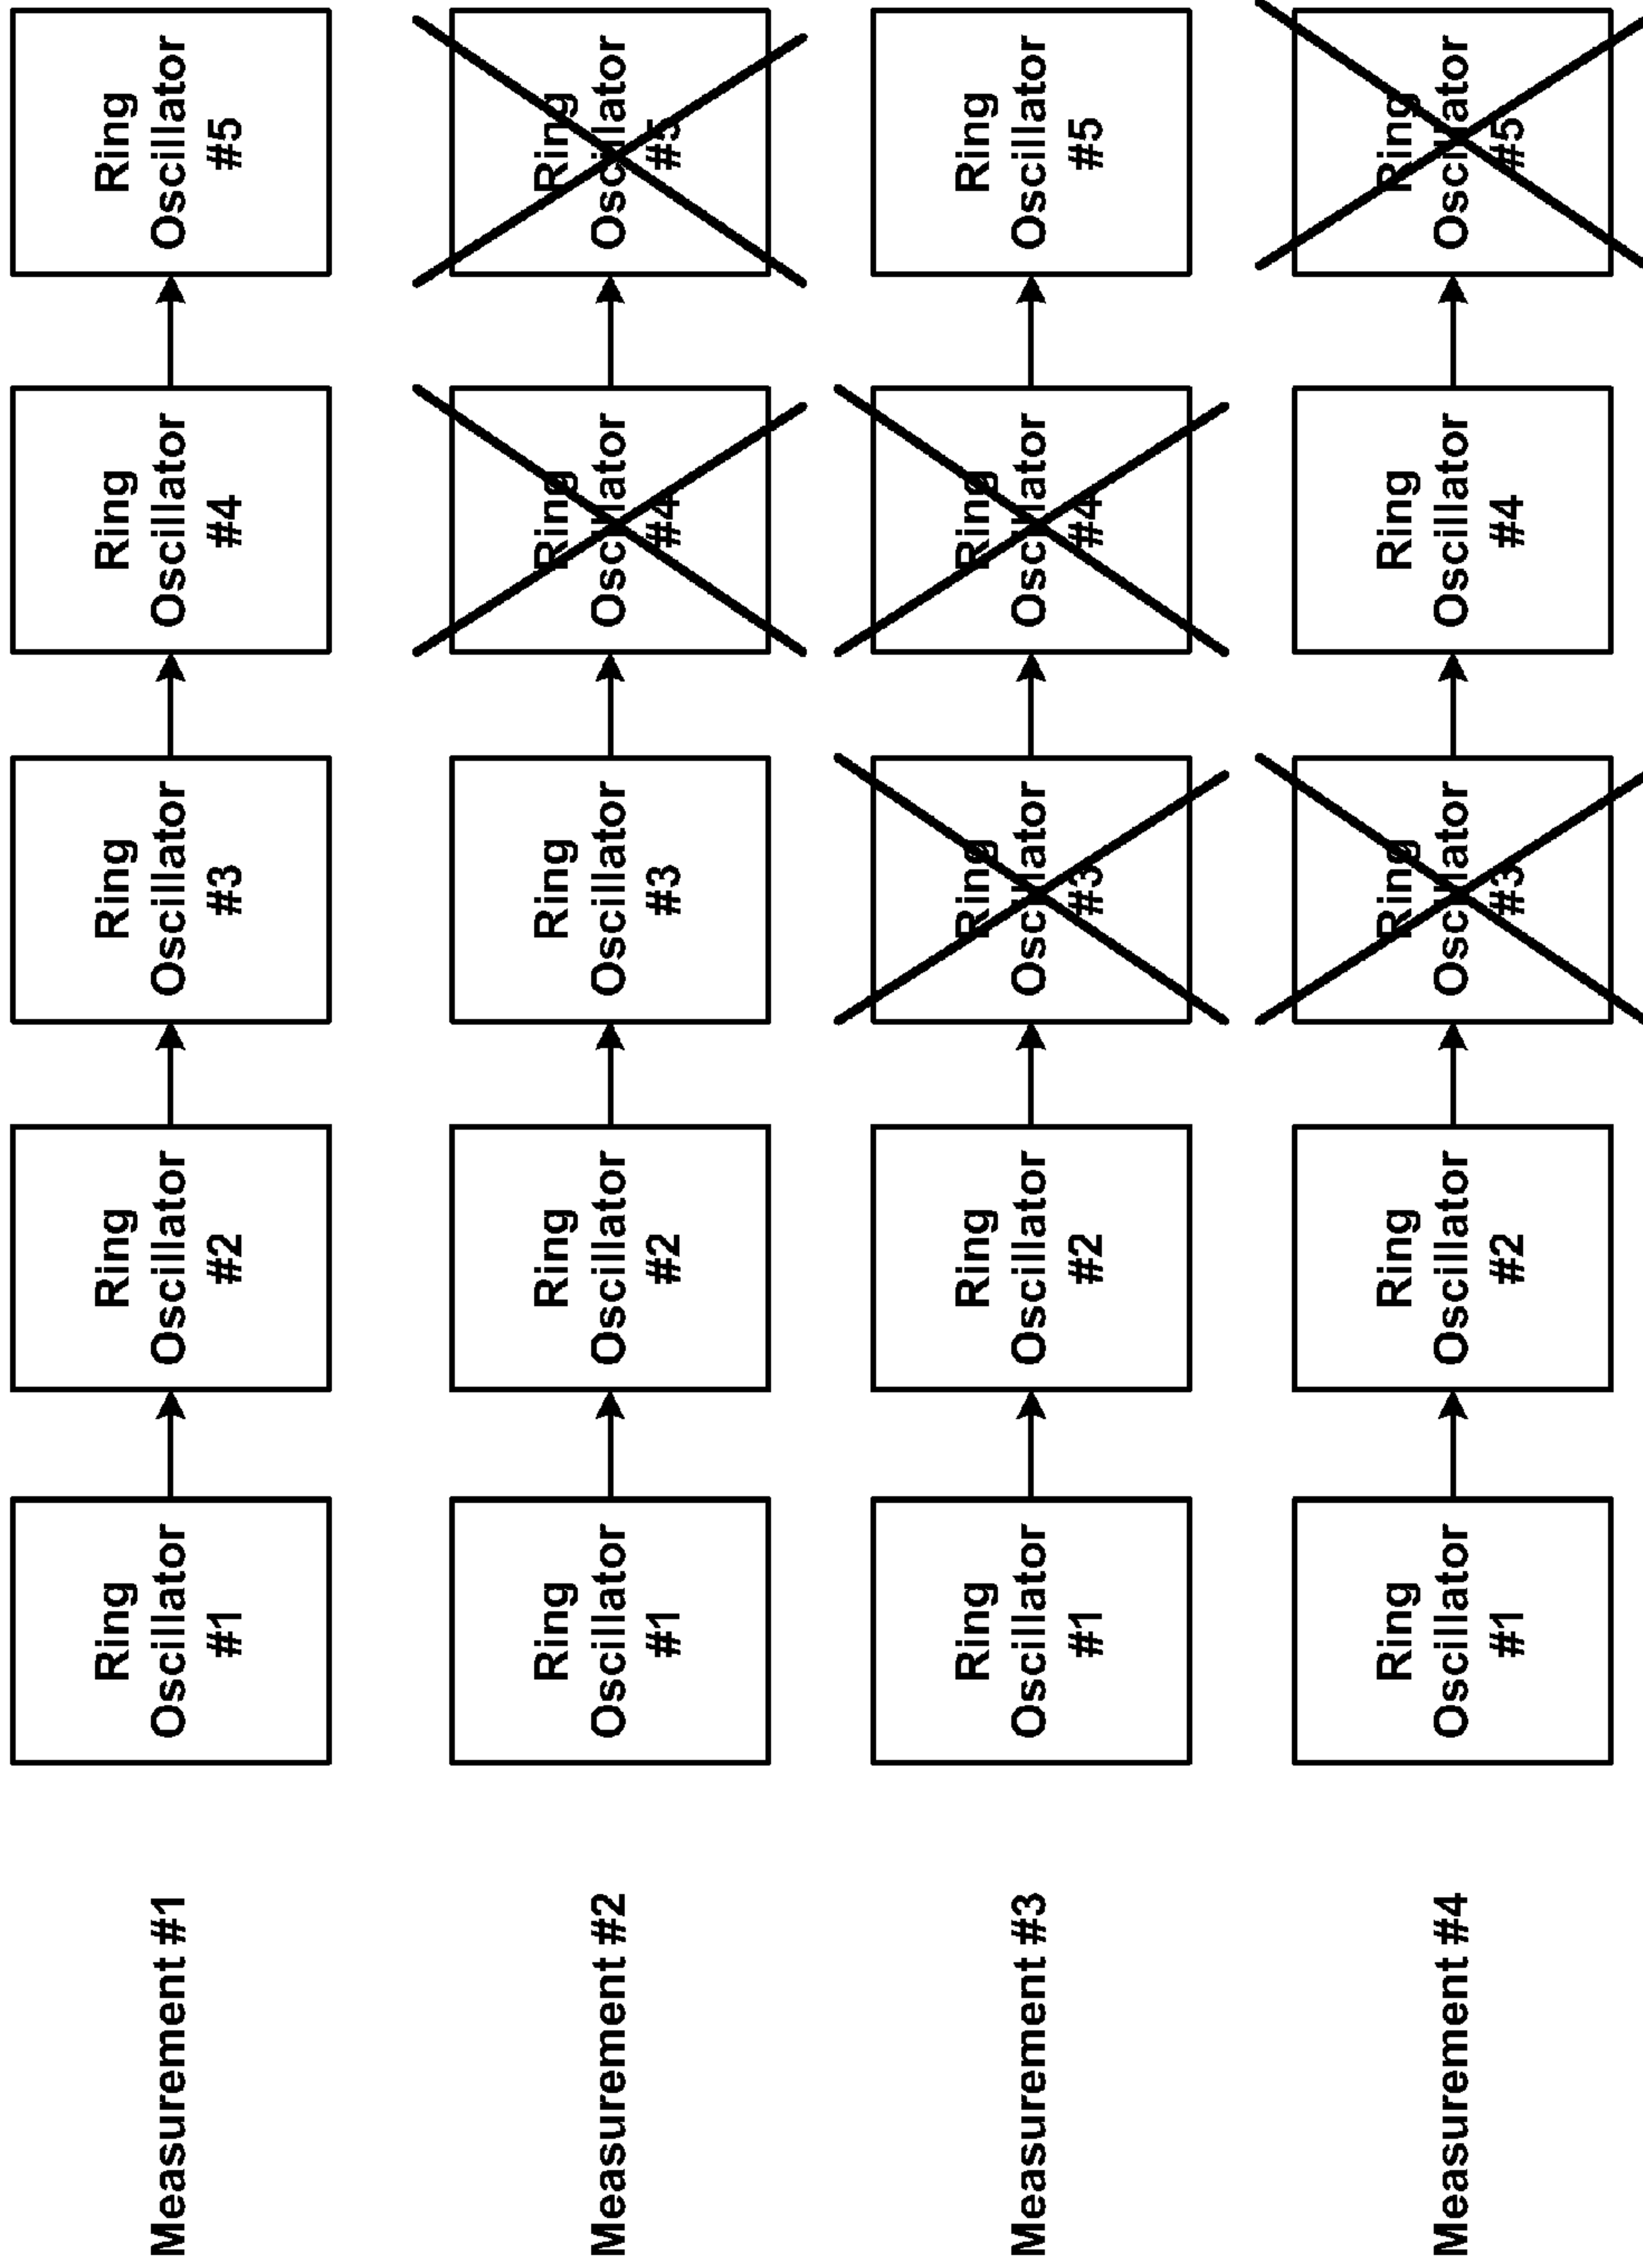 Measurement #1
Ring
Oscillator
#1
Ring
Oscillator
#2
Ring
Oscillator
#3
Ring
Oscillator
#4
Ring
Oscillator
#5
Measurement #2
Ring
Oscillator
#1
Ring
Oscillator
#2
Ring
Oscillator
#3
Ring
Oscillator
#4
Ring
Oscillator
#5
Measurement #3
Ring
Oscillator
#1
Ring
Oscillator
#2
Ring
Oscillator
#3
Ring
Oscillator
#4
Ring
Oscillator
#5
Measurement #4
Ring
Oscillator
#1
Ring
Oscillator
#2
Ring
Oscillator
#3
Ring
Oscillator
#4
Ring
Oscillator
#5